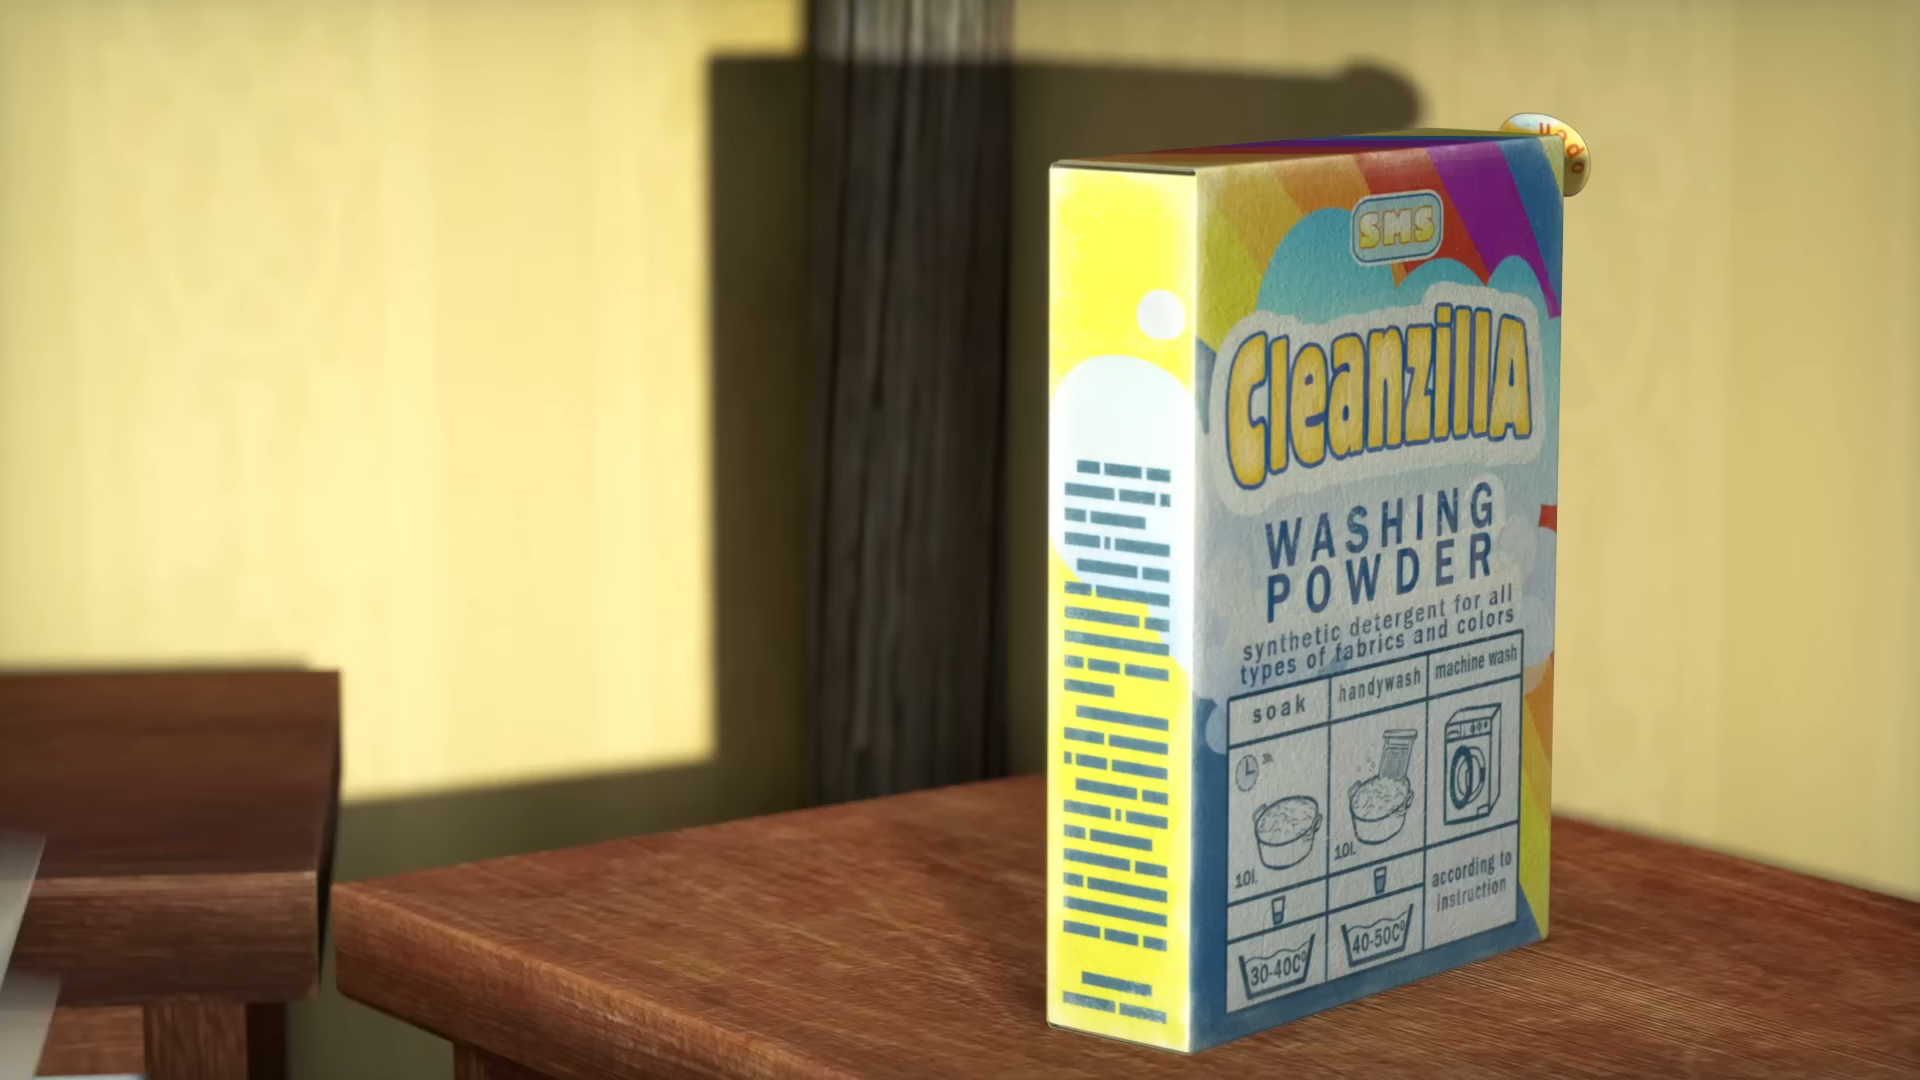 SMS
CleanzillA
WASHING
POWDER
synthetic detergent for all
types of fabrics and colors
soak
handywash
machine wash
10l.
10l.
according to
instruction
30-40C°
40-50C°